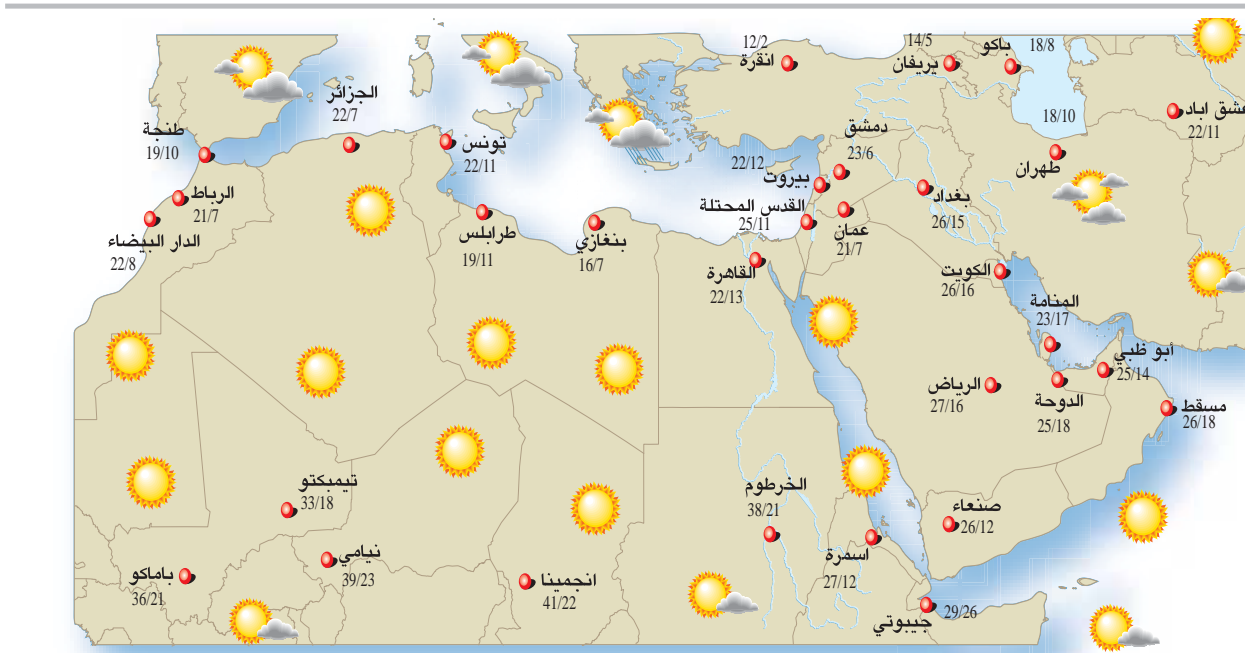 12/2
انقرة
14/5
يريفان
باكو
18/8
18/10
طهران
عشق اباد
22/11
الجزائر
22/7
طنجة
19/10
تونس
22/11
دمشق
23/6
22/12
بيروت
الرباط
21/7
الدار البيضاء
22/8
طرابلس
19/11
بنغازي
16/7
القدس المحتلة
25/11
عمان
21/7
بغداد
26/15
القاهرة
22/13
الكويت
26/16
المنامة
23/17
أبو ظبي
25/14
الرياض
27/16
الدوحة
25/18
مسقط
26/18
تيمبكتو
33/18
الخرطوم
38/21
صنعاء
26/12
اسمرة
27/12
نيامي
39/23
باماكو
36/21
انجمينا
41/22
جيبوتي
29/26